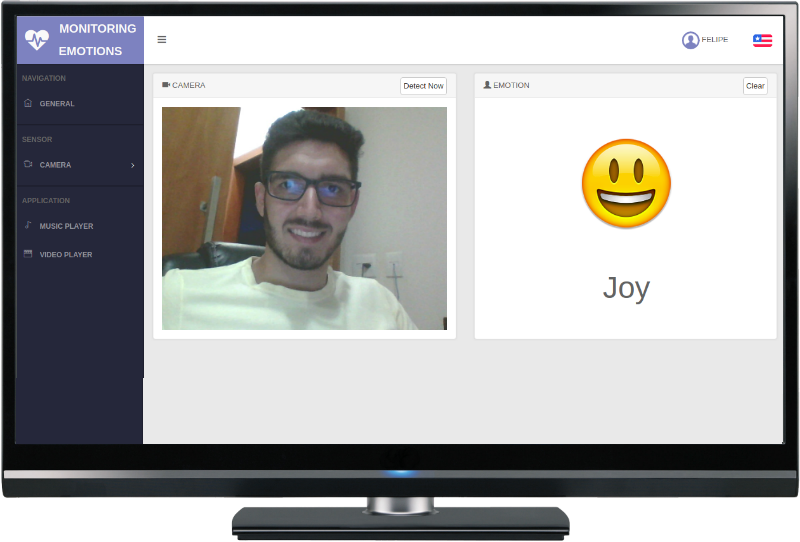 MONITORING
EMOTIONS
FELIPE
NAVIGATION
GENERAL
SENSOR
CAMERA
APPLICATION
MUSIC PLAYER
VIDEO PLAYER
CAMERA
Detect Now
EMOTION
Clear
Joy